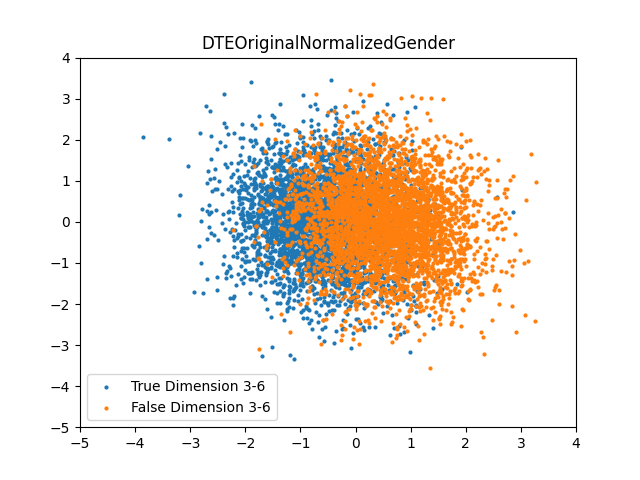 DTEOriginalNormalizedGender
4
3
2
1
0
−1
−2
−3
−4
−5
True Dimension 3-6
False Dimension 3-6
−5 −4 −3 −2 −1 0 1 2 3 4